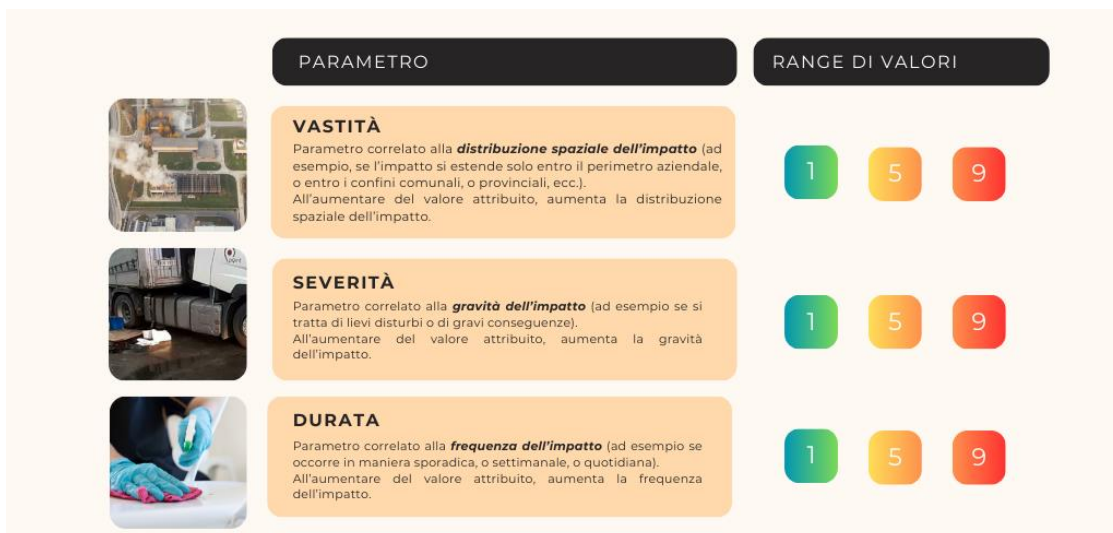 PARAMETRO
RANGE DI VALORI
VASTITÀ
Parametro correlato alla distribuzione spaziale dell'impatto (ad
esempio, se l'impatto si estende solo entro il perimetro aziendale,
o entro i confini comunali, o provinciali, ecc.).
All'aumentare del valore attribuito, aumenta la distribuzione
spaziale dell'impatto.
1 5 9
SEVERITÀ
Parametro correlato alla gravità dell'impatto (ad esempio se si
tratta di lievi disturbi o di gravi conseguenze).
All'aumentare del valore attribuito, aumenta la gravità
dell'impatto.
1 5 9
DURATA
Parametro correlato alla frequenza dell'impatto (ad esempio se
occorre in maniera sporadica, o settimanale, o quotidiana).
All'aumentare del valore attribuito, aumenta la frequenza
dell'impatto.
1 5 9